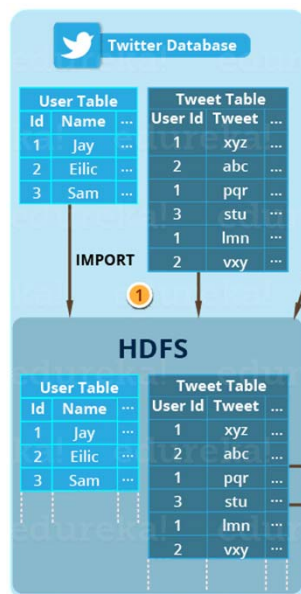 Twitter Database
User Table
Id Name ...
1 Jay ...
2 Eilic ...
3 Sam ...
Tweet Table
User Id Tweet ...
1 xyz ...
2 abc ...
1 pqr ...
3 stu ...
1 lmn ...
2 vxy ...
IMPORT
1
HDFS
User Table
Id Name ...
1 Jay ...
2 Eilic ...
3 Sam ...
Tweet Table
User Id Tweet ...
1 xyz ...
2 abc ...
1 pqr ...
3 stu ...
1 lmn ...
2 vxy ...
edureka!